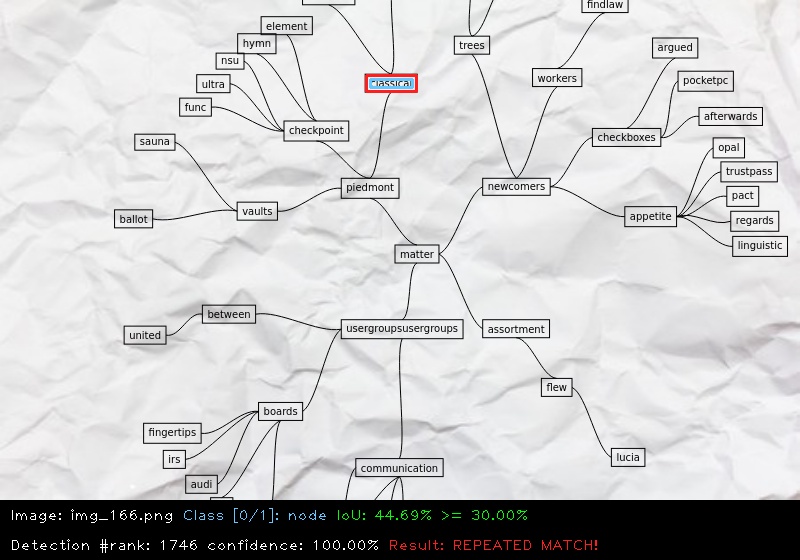 findlaw
element
hymn
trees
argued
nsu
workers
pocketpc
ultra
classical
func
afterwards
checkpoint
checkboxes
sauna
opal
trustpass
piedmont
newcomers
pact
vaults
appetite
ballot
regards
linguistic
matter
between
united
usergroupsusergroups
assortment
flew
boards
fingertips
irs
lucia
communication
audi
Image: img_166.png Class [0/1]: node IoU: 44.69% >= 30.00%
Detection #rank: 1746 confidence: 100.00% Result: REPEATED MATCH!